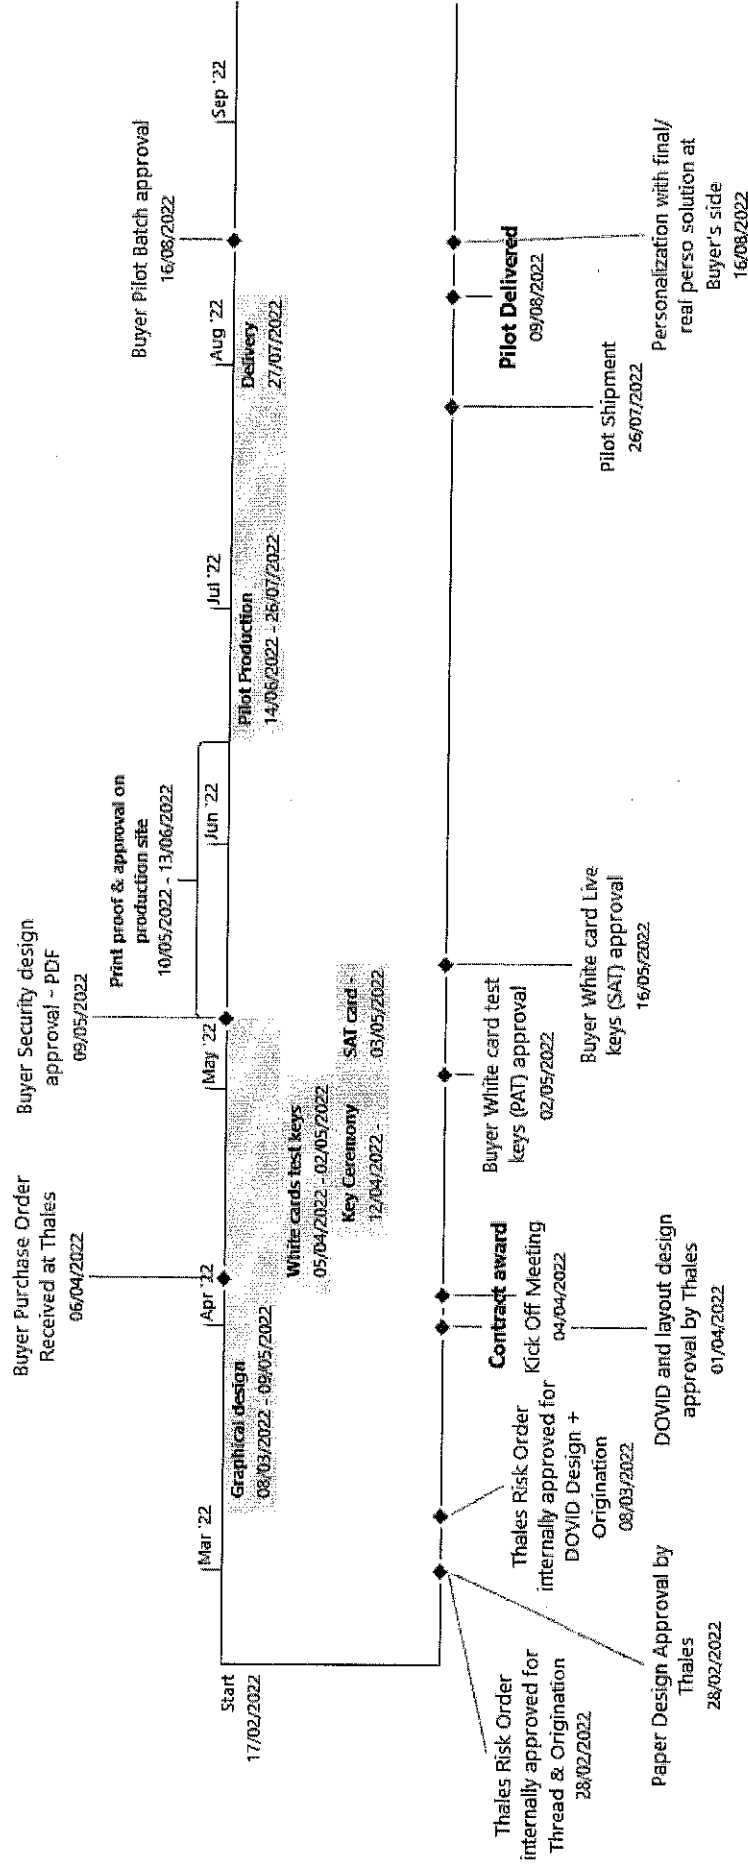 Buyer Purchase Order
Received at Thales
06/04/2022
Buyer Security design
approval - PDF
09/05/2022
Print proof & approval on
production site
10/05/2022 - 13/06/2022
Buyer Pilot Batch approval
16/08/2022
Start
17/02/2022
Mar '22
Apr '22
May '22
Jun '22
Jul '22
Aug '22
Sep '22
Graphical design
08/03/2022 - 09/05/2022
White cards test keys
05/04/2022 - 02/05/2022
Key Ceremony
12/04/2022 -
SAT card -
03/05/2022
Pilot Production
14/06/2022 - 26/07/2022
Delivery
27/07/2022
Thales Risk Order
internally approved for
Thread & Origination
28/02/2022
Paper Design Approval by
Thales
28/02/2022
Thales Risk Order
internally approved for
DOVID Design +
Origination
08/03/2022
Contract award
Kick Off Meeting
04/04/2022
DOVID and layout design
approval by Thales
01/04/2022
Buyer White card test
keys (PAT) approval
02/05/2022
Buyer White card Live
keys (SAT) approval
16/05/2022
Pilot Shipment
26/07/2022
Pilot Delivered
09/08/2022
Personalization with final/
real perso solution at
Buyer's side
16/08/2022